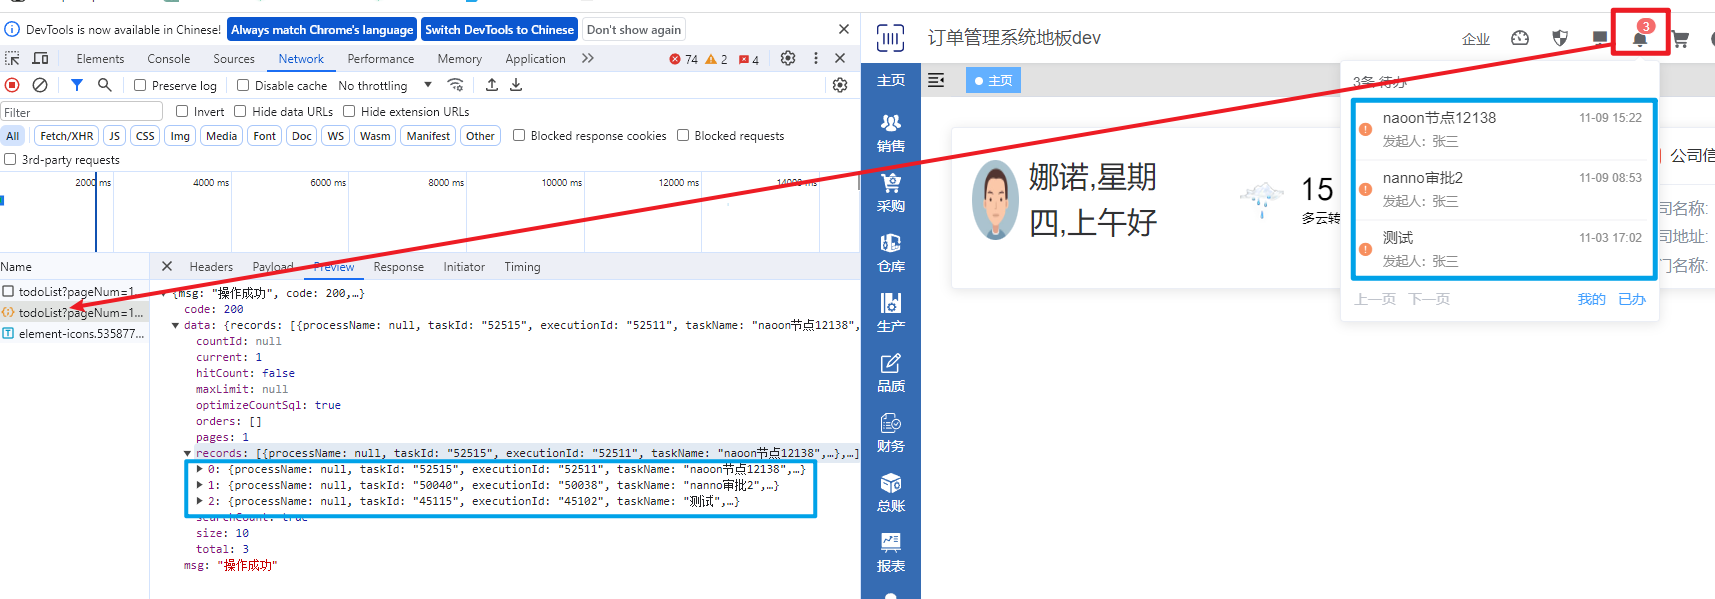 DevTools is now available in Chinese! Always match Chrome's language Switch DevTools to Chinese Don't show again
Elements Console Sources Network Performance Memory Application 74 2 4
Preserve log Disable cache No throttling
Filter Invert Hide data URLs Hide extension URLs
All Fetch/XHR JS CSS Img Media Font Doc WS Wasm Manifest Other Blocked response cookies Blocked requests
3rd-party requests
2000 ms 4000 ms 6000 ms 8000 ms 10000 ms 12000 ms 14000 ms
Name Headers Payload Preview Response Initiator Timing
todoList?pageNum=1...
todoList?pageNum=1...
element-icons.535877...
{msg: "操作成功", code: 200,…}
code: 200
data: {records: [{processName: null, taskId: "52515", executionId: "52511", taskName: "naoon节点12138",
countId: null
current: 1
hitCount: false
maxLimit: null
optimizeCountSql: true
orders: []
pages: 1
records: [{processName: null, taskId: "52515", executionId: "52511", taskName: "naoon节点12138",…},…]
0: {processName: null, taskId: "52515", executionId: "52511", taskName: "naoon节点12138",…}
1: {processName: null, taskId: "50040", executionId: "50038", taskName: "nanno审批2",…}
2: {processName: null, taskId: "45115", executionId: "45102", taskName: "测试",…}
searchCount: true
size: 10
total: 3
msg: "操作成功"
订单管理系统地板dev
企业
3
主页
主页
销售
采购
仓库
生产
品质
财务
总账
报表
娜诺,星期
四,上午好
15
多云转
3条 待办
naoon节点12138 11-09 15:22
发起人：张三
nanno审批2 11-09 08:53
发起人：张三
测试 11-03 17:02
发起人：张三
上一页 下一页 我的 已办
公司信
司名称:
司地址:
门名称: